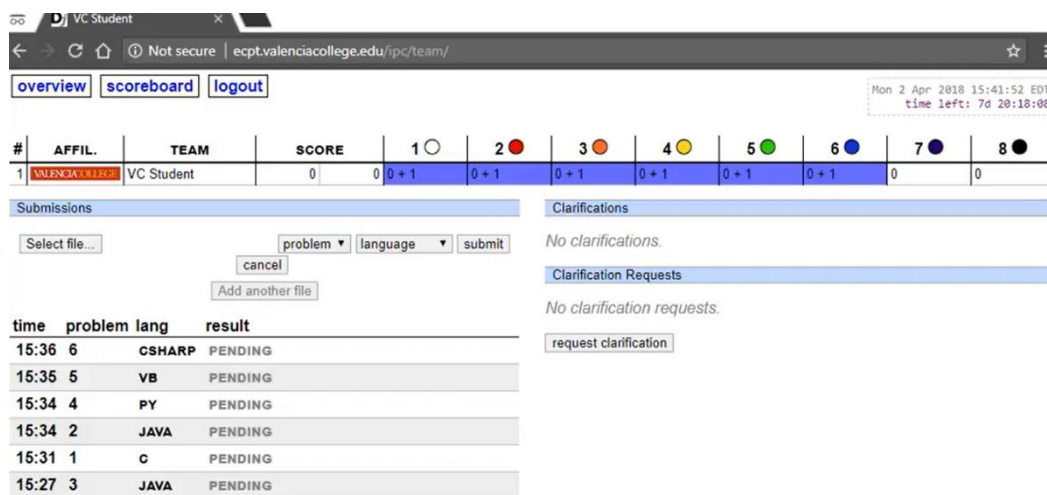 VC Student
Not secure | ecpt.valenciacollege.edu/ipc/team/
overview scoreboard logout
Mon 2 Apr 2018 15:41:52 EDT
time left: 7d 20:18:08
# AFFIL. TEAM SCORE 1 2 3 4 5 6 7 8
1 VALENCIACOLLEGE VC Student 0 0 0 + 1 0 + 1 0 + 1 0 + 1 0 + 1 0 + 1 0 0
Submissions
Select file... problem language submit
cancel
Add another file
time problem lang result
15:36 6 CSHARP PENDING
15:35 5 VB PENDING
15:34 4 PY PENDING
15:34 2 JAVA PENDING
15:31 1 C PENDING
15:27 3 JAVA PENDING
Clarifications
No clarifications.
Clarification Requests
No clarification requests.
request clarification